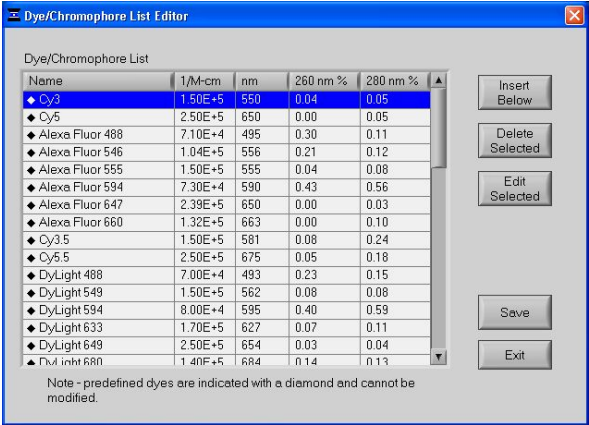 Dye/Chromophore List Editor
Dye/Chromophore List
Name 1/M-cm nm 260 nm % 280 nm %
◆ Cy3 1.50E+5 550 0.04 0.05
◆ Cy5 2.50E+5 650 0.00 0.05
◆ Alexa Fluor 488 7.10E+4 495 0.30 0.11
◆ Alexa Fluor 546 1.04E+5 556 0.21 0.12
◆ Alexa Fluor 555 1.50E+5 555 0.04 0.08
◆ Alexa Fluor 594 7.30E+4 590 0.43 0.56
◆ Alexa Fluor 647 2.39E+5 650 0.00 0.03
◆ Alexa Fluor 660 1.32E+5 663 0.00 0.10
◆ Cy3.5 1.50E+5 581 0.08 0.24
◆ Cy5.5 2.50E+5 675 0.05 0.18
◆ DyLight 488 7.00E+4 493 0.23 0.15
◆ DyLight 549 1.50E+5 562 0.08 0.08
◆ DyLight 594 8.00E+4 595 0.40 0.59
◆ DyLight 633 1.70E+5 627 0.07 0.11
◆ DyLight 649 2.50E+5 654 0.03 0.04
◆ DyLight 680 1.40E+5 684 0.14 0.13
Insert
Below
Delete
Selected
Edit
Selected
Save
Exit
Note - predefined dyes are indicated with a diamond and cannot be
modified.